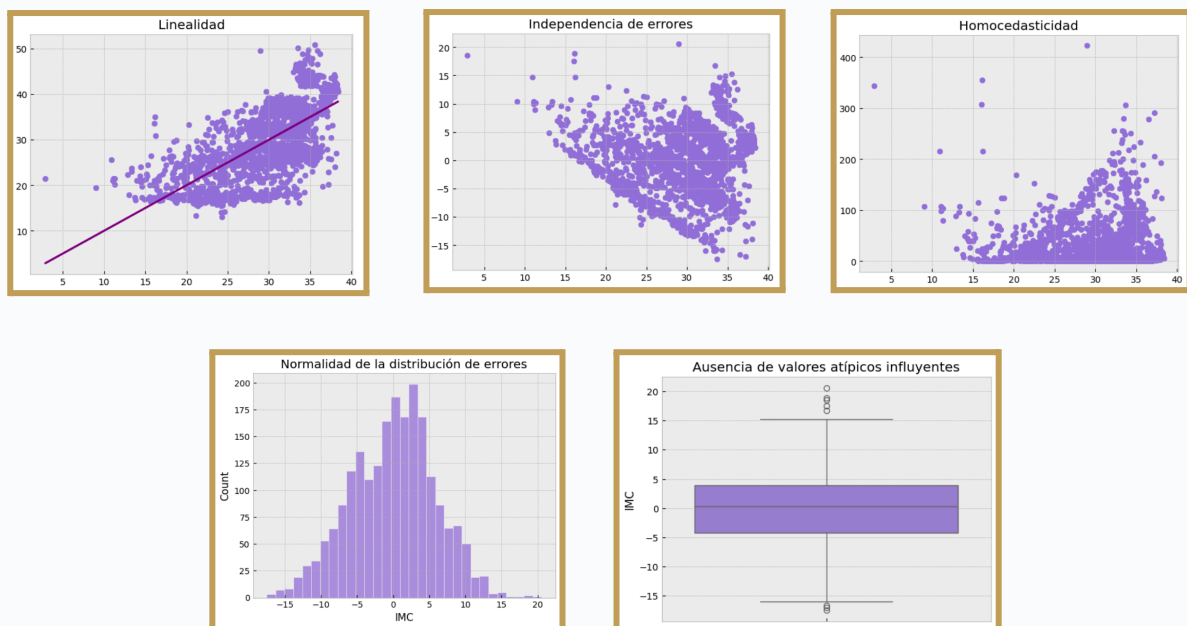 Linealidad
50
40
30
20
10
5 10 15 20 25 30 35 40
Independencia de errores
20
15
10
5
0
−5
−10
−15
5 10 15 20 25 30 35 40
Homocedasticidad
400
300
200
100
0
5 10 15 20 25 30 35 40
Normalidad de la distribución de errores
200
175
150
125
100
75
50
25
0
Count
−15 −10 −5 0 5 10 15 20
IMC
Ausencia de valores atípicos influyentes
20
15
10
5
0
−5
−10
−15
IMC